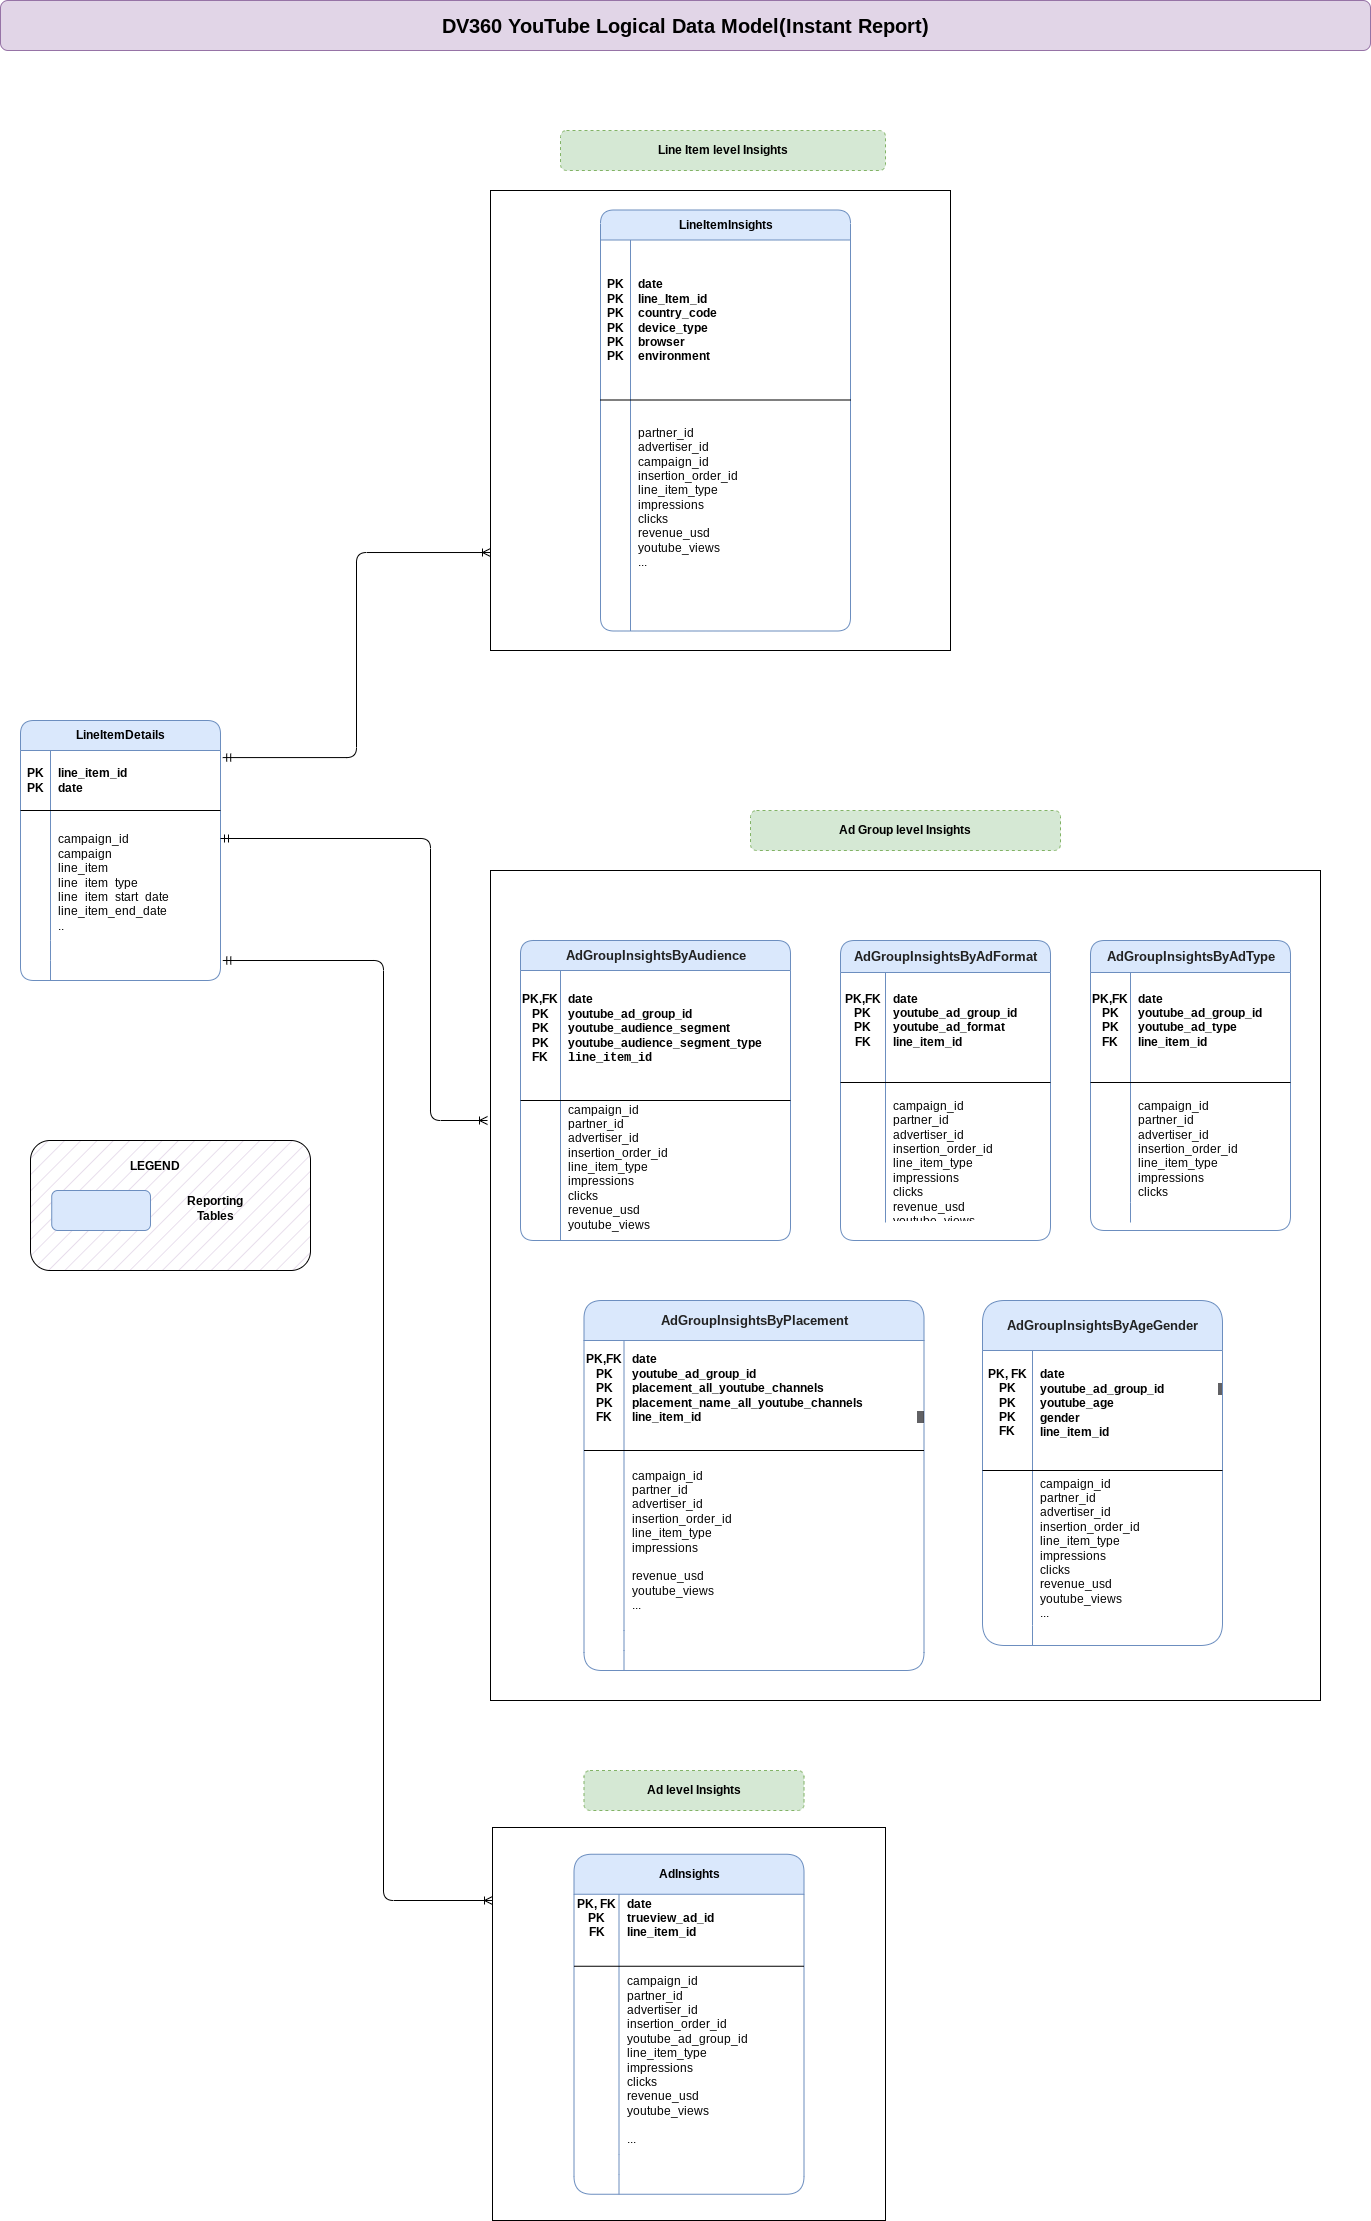 DV360 YouTube Logical Data Model(Instant Report)
Line Item level Insights
LineItemInsights
PK date
PK line_Item_id
PK country_code
PK device_type
PK browser
PK environment
partner_id
advertiser_id
campaign_id
insertion_order_id
line_item_type
impressions
clicks
revenue_usd
youtube_views
...
LineItemDetails
PK line_item_id
PK date
campaign_id
campaign
line_item
line_item_type
line_item_start_date
line_item_end_date
..
LEGEND
Reporting
Tables
Ad Group level Insights
AdGroupInsightsByAudience
PK,FK date
PK youtube_ad_group_id
PK youtube_audience_segment
PK youtube_audience_segment_type
FK line_item_id
campaign_id
partner_id
advertiser_id
insertion_order_id
line_item_type
impressions
clicks
revenue_usd
youtube_views
AdGroupInsightsByAdFormat
PK,FK date
PK youtube_ad_group_id
PK youtube_ad_format
FK line_item_id
campaign_id
partner_id
advertiser_id
insertion_order_id
line_item_type
impressions
clicks
revenue_usd
youtube_views
AdGroupInsightsByAdType
PK,FK date
PK youtube_ad_group_id
PK youtube_ad_type
FK line_item_id
campaign_id
partner_id
advertiser_id
insertion_order_id
line_item_type
impressions
clicks
AdGroupInsightsByPlacement
PK,FK date
PK youtube_ad_group_id
PK placement_all_youtube_channels
PK placement_name_all_youtube_channels
FK line_item_id
campaign_id
partner_id
advertiser_id
insertion_order_id
line_item_type
impressions
revenue_usd
youtube_views
...
AdGroupInsightsByAgeGender
PK, FK date
PK youtube_ad_group_id
PK youtube_age
PK gender
FK line_item_id
campaign_id
partner_id
advertiser_id
insertion_order_id
line_item_type
impressions
clicks
revenue_usd
youtube_views
...
Ad level Insights
AdInsights
PK, FK date
PK trueview_ad_id
FK line_item_id
campaign_id
partner_id
advertiser_id
insertion_order_id
youtube_ad_group_id
line_item_type
impressions
clicks
revenue_usd
youtube_views
...